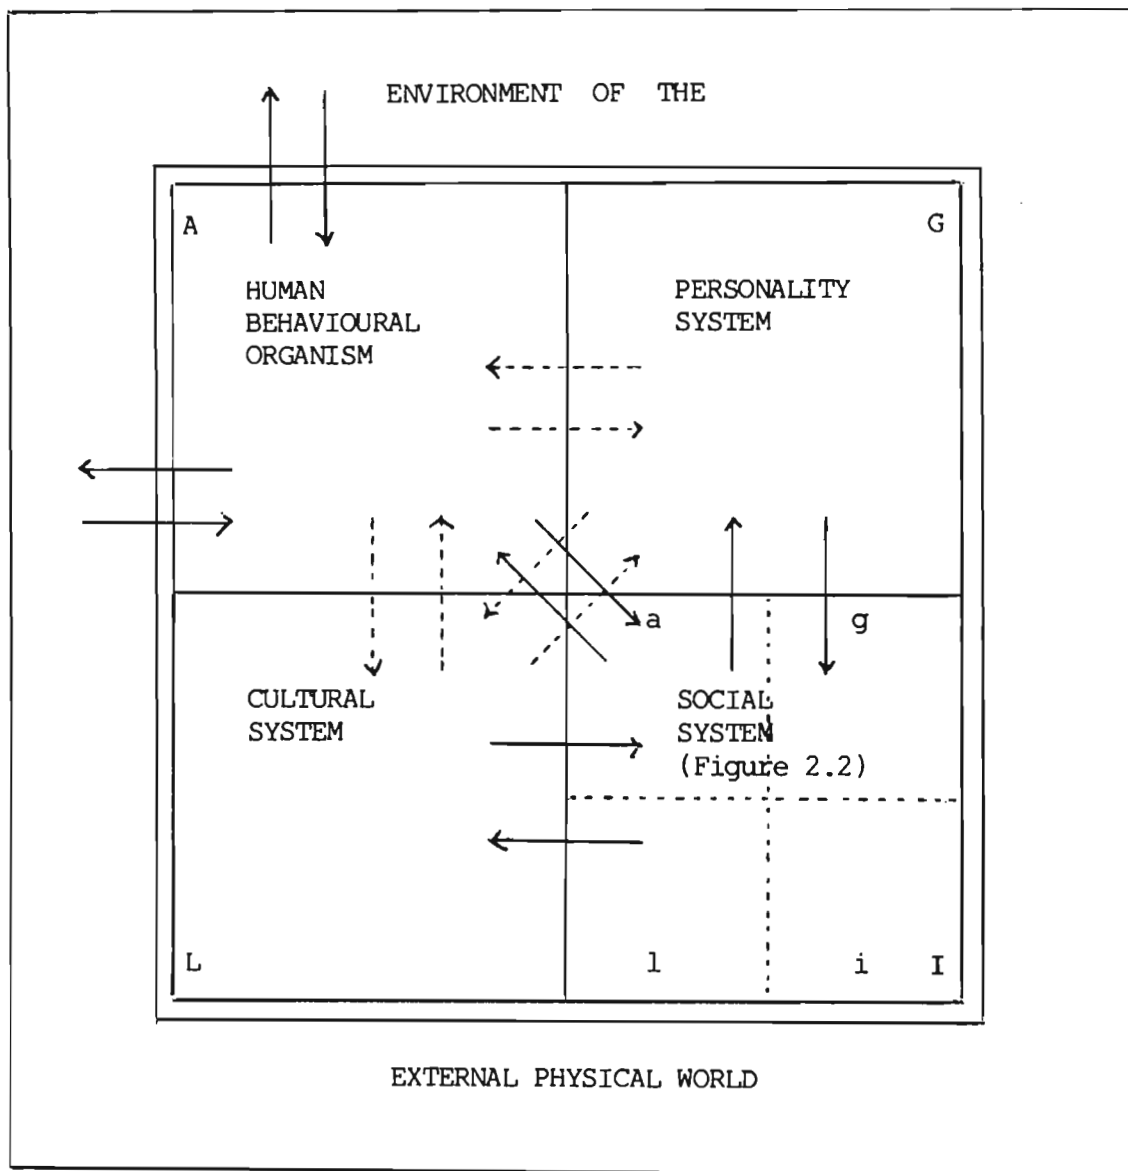 ENVIRONMENT OF THE
A
G
HUMAN
BEHAVIOURAL
ORGANISM
PERSONALITY
SYSTEM
a
g
CULTURAL
SYSTEM
SOCIAL
SYSTEM
(Figure 2.2)
L
l
i
I
EXTERNAL PHYSICAL WORLD